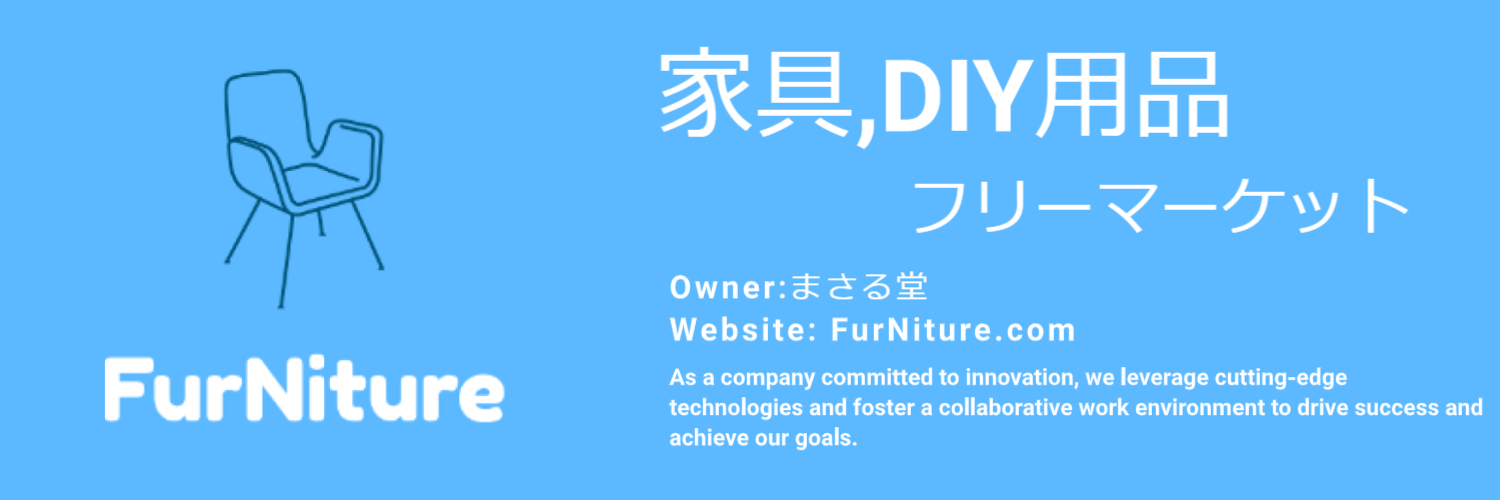 FurNiture
家具,DIY用品
フリーマーケット
Owner:まさる堂
Website: FurNiture.com
As a company committed to innovation, we leverage cutting-edge
technologies and foster a collaborative work environment to drive success and
achieve our goals.